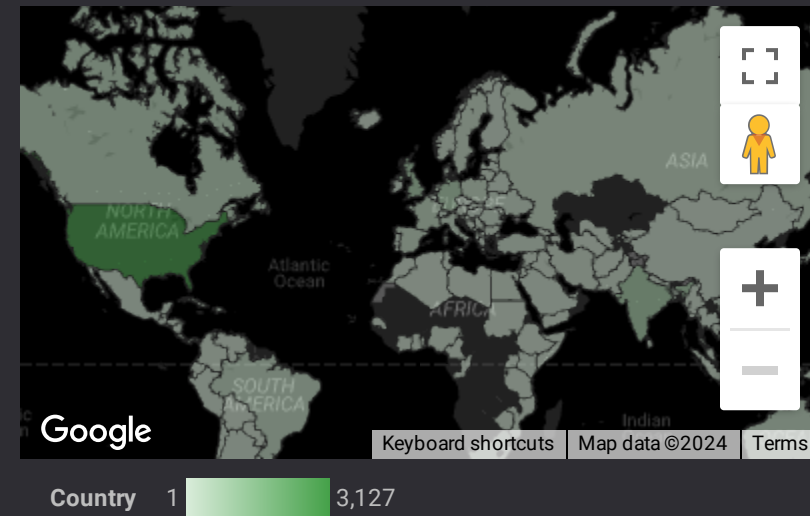 ASIA
NORTH
AMERICA
Atlantic
Ocean
AFRICA
SOUTH
AMERICA
Indian
Google
Keyboard shortcuts
Map data ©2024
Terms
Country 1 3,127